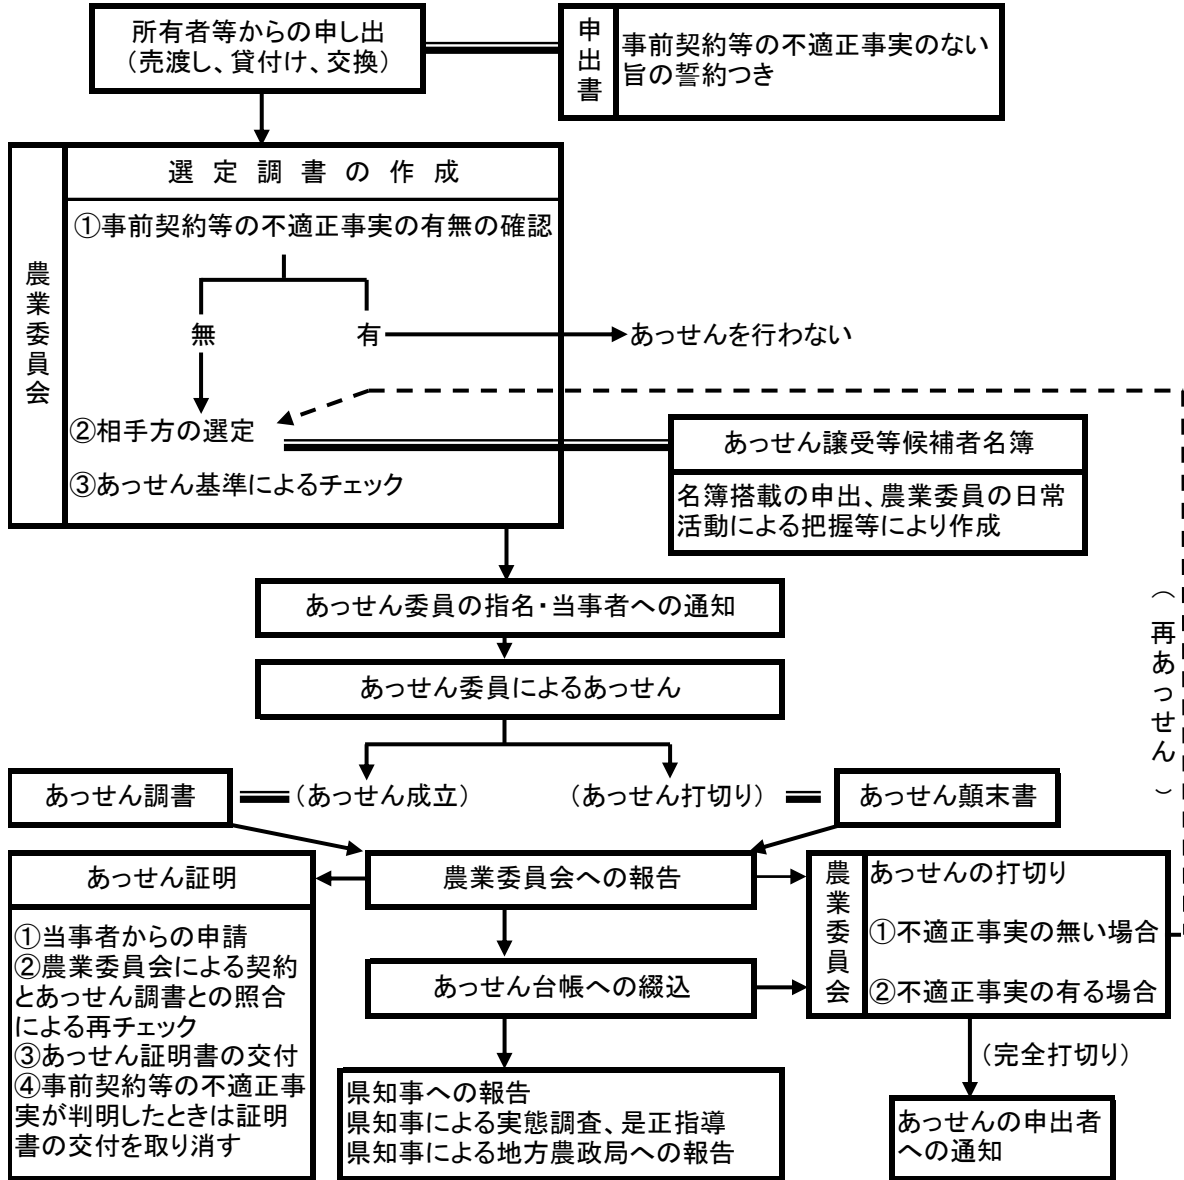 所有者等からの申し出
（売渡し、貸付け、交換）
申出書
事前契約等の不適正事実のない
旨の誓約つき
農業委員会
選定調書の作成
①事前契約等の不適正事実の有無の確認
無
有
あっせんを行わない
②相手方の選定
③あっせん基準によるチェック
あっせん譲受等候補者名簿
名簿搭載の申出、農業委員の日常
活動による把握等により作成
あっせん委員の指名・当事者への通知
あっせん委員によるあっせん
（再あっせん）
あっせん調書
（あっせん成立）
（あっせん打切り）
あっせん顛末書
あっせん証明
①当事者からの申請
②農業委員会による契約
とあっせん調書との照合
による再チェック
③あっせん証明書の交付
④事前契約等の不適正事
実が判明したときは証明
書の交付を取り消す
農業委員会への報告
あっせん台帳への綴込
県知事への報告
県知事による実態調査、是正指導
県知事による地方農政局への報告
農業委員会
あっせんの打切り
①不適正事実の無い場合
②不適正事実の有る場合
（完全打切り）
あっせんの申出者
への通知